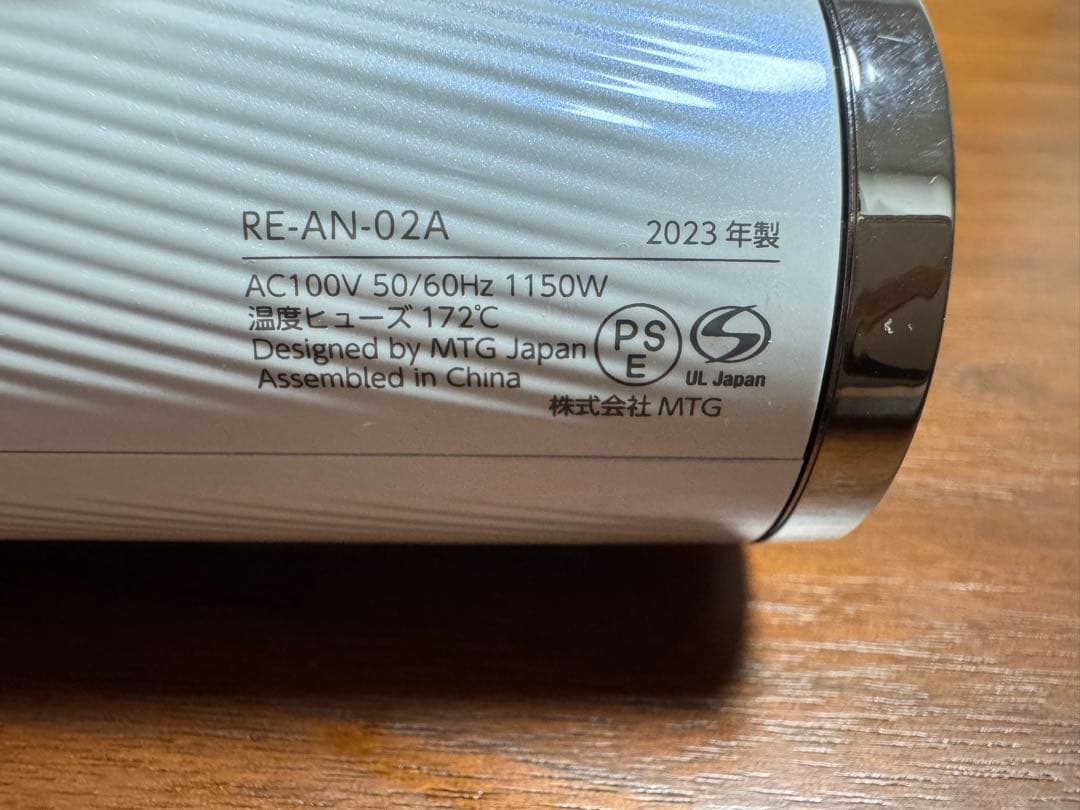 RE-AN-02A 2023年製
AC100V 50/60Hz 1150W
温度ヒューズ 172℃
Designed by MTG Japan
Assembled in China
PS
E
UL Japan
株式会社 MTG